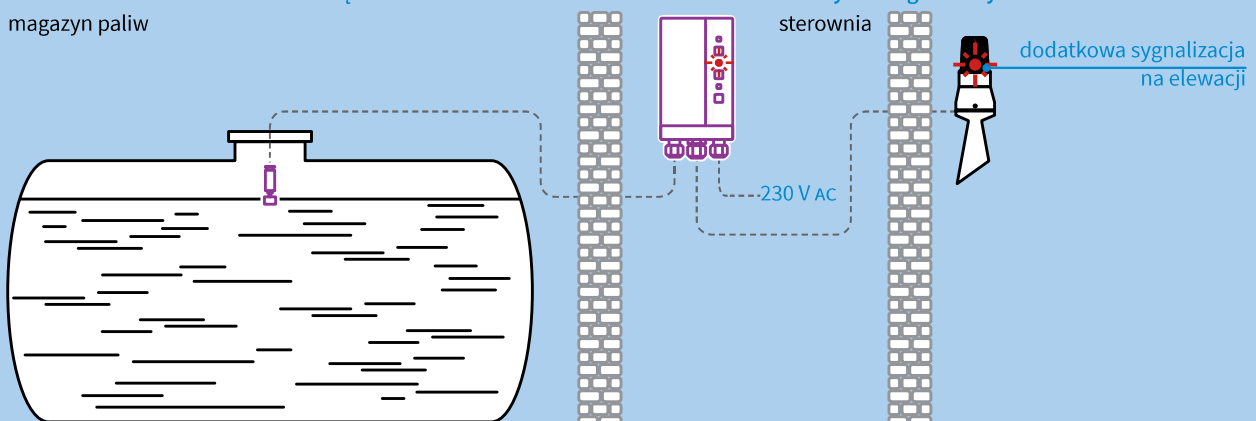 magazyn paliw
sterownia
dodatkowa sygnalizacja
na elewacji
230 V AC